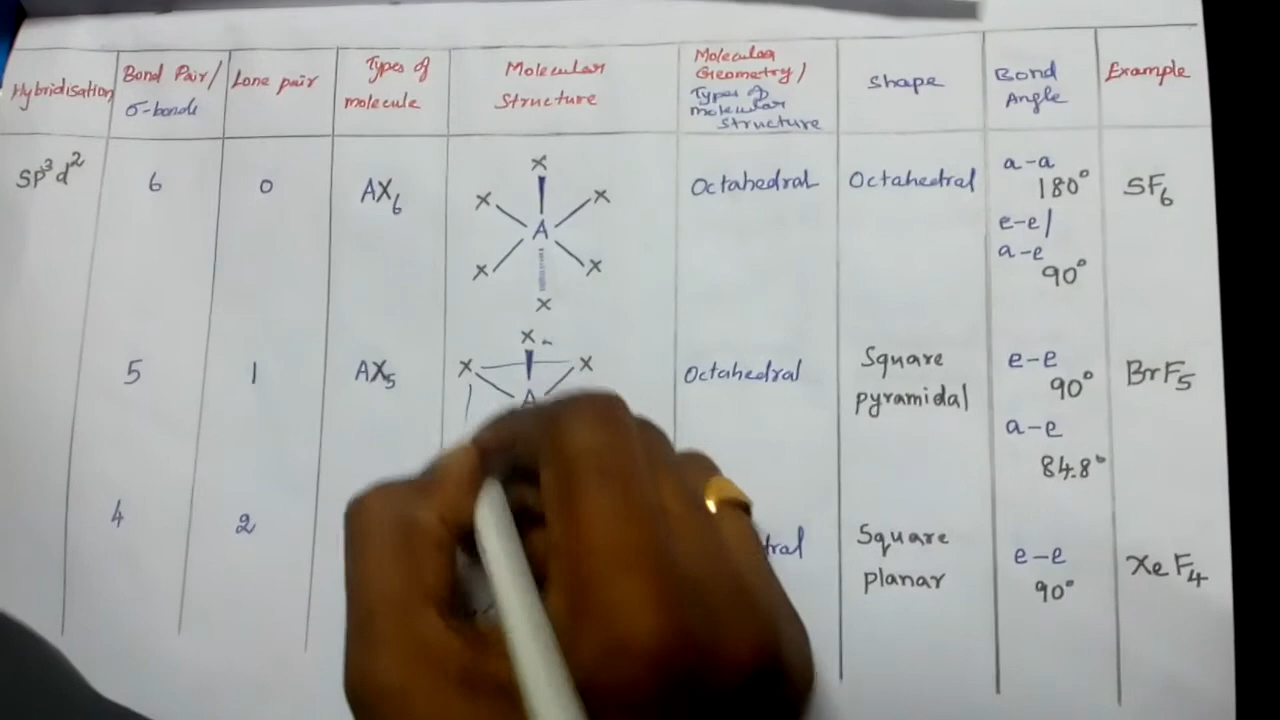 Hybridisation
Bond Pair/
σ-bonds
Lone pair
Types of
molecule
Molecular
Structure
Molecular
Geometry/
Types of
molecular
structure
Shape
Bond
Angle
Example
SP³d²
6
0
AX₆
X
X X
A
X X
X
Octahedral
Octahedral
a-a
180°
e-e/
a-e
90°
SF₆
5
1
AX₅
X
X X
A
Octahedral
Square
pyramidal
e-e
90°
a-e
84.8°
BrF₅
4
2
tral
Square
planar
e-e
90°
XeF₄